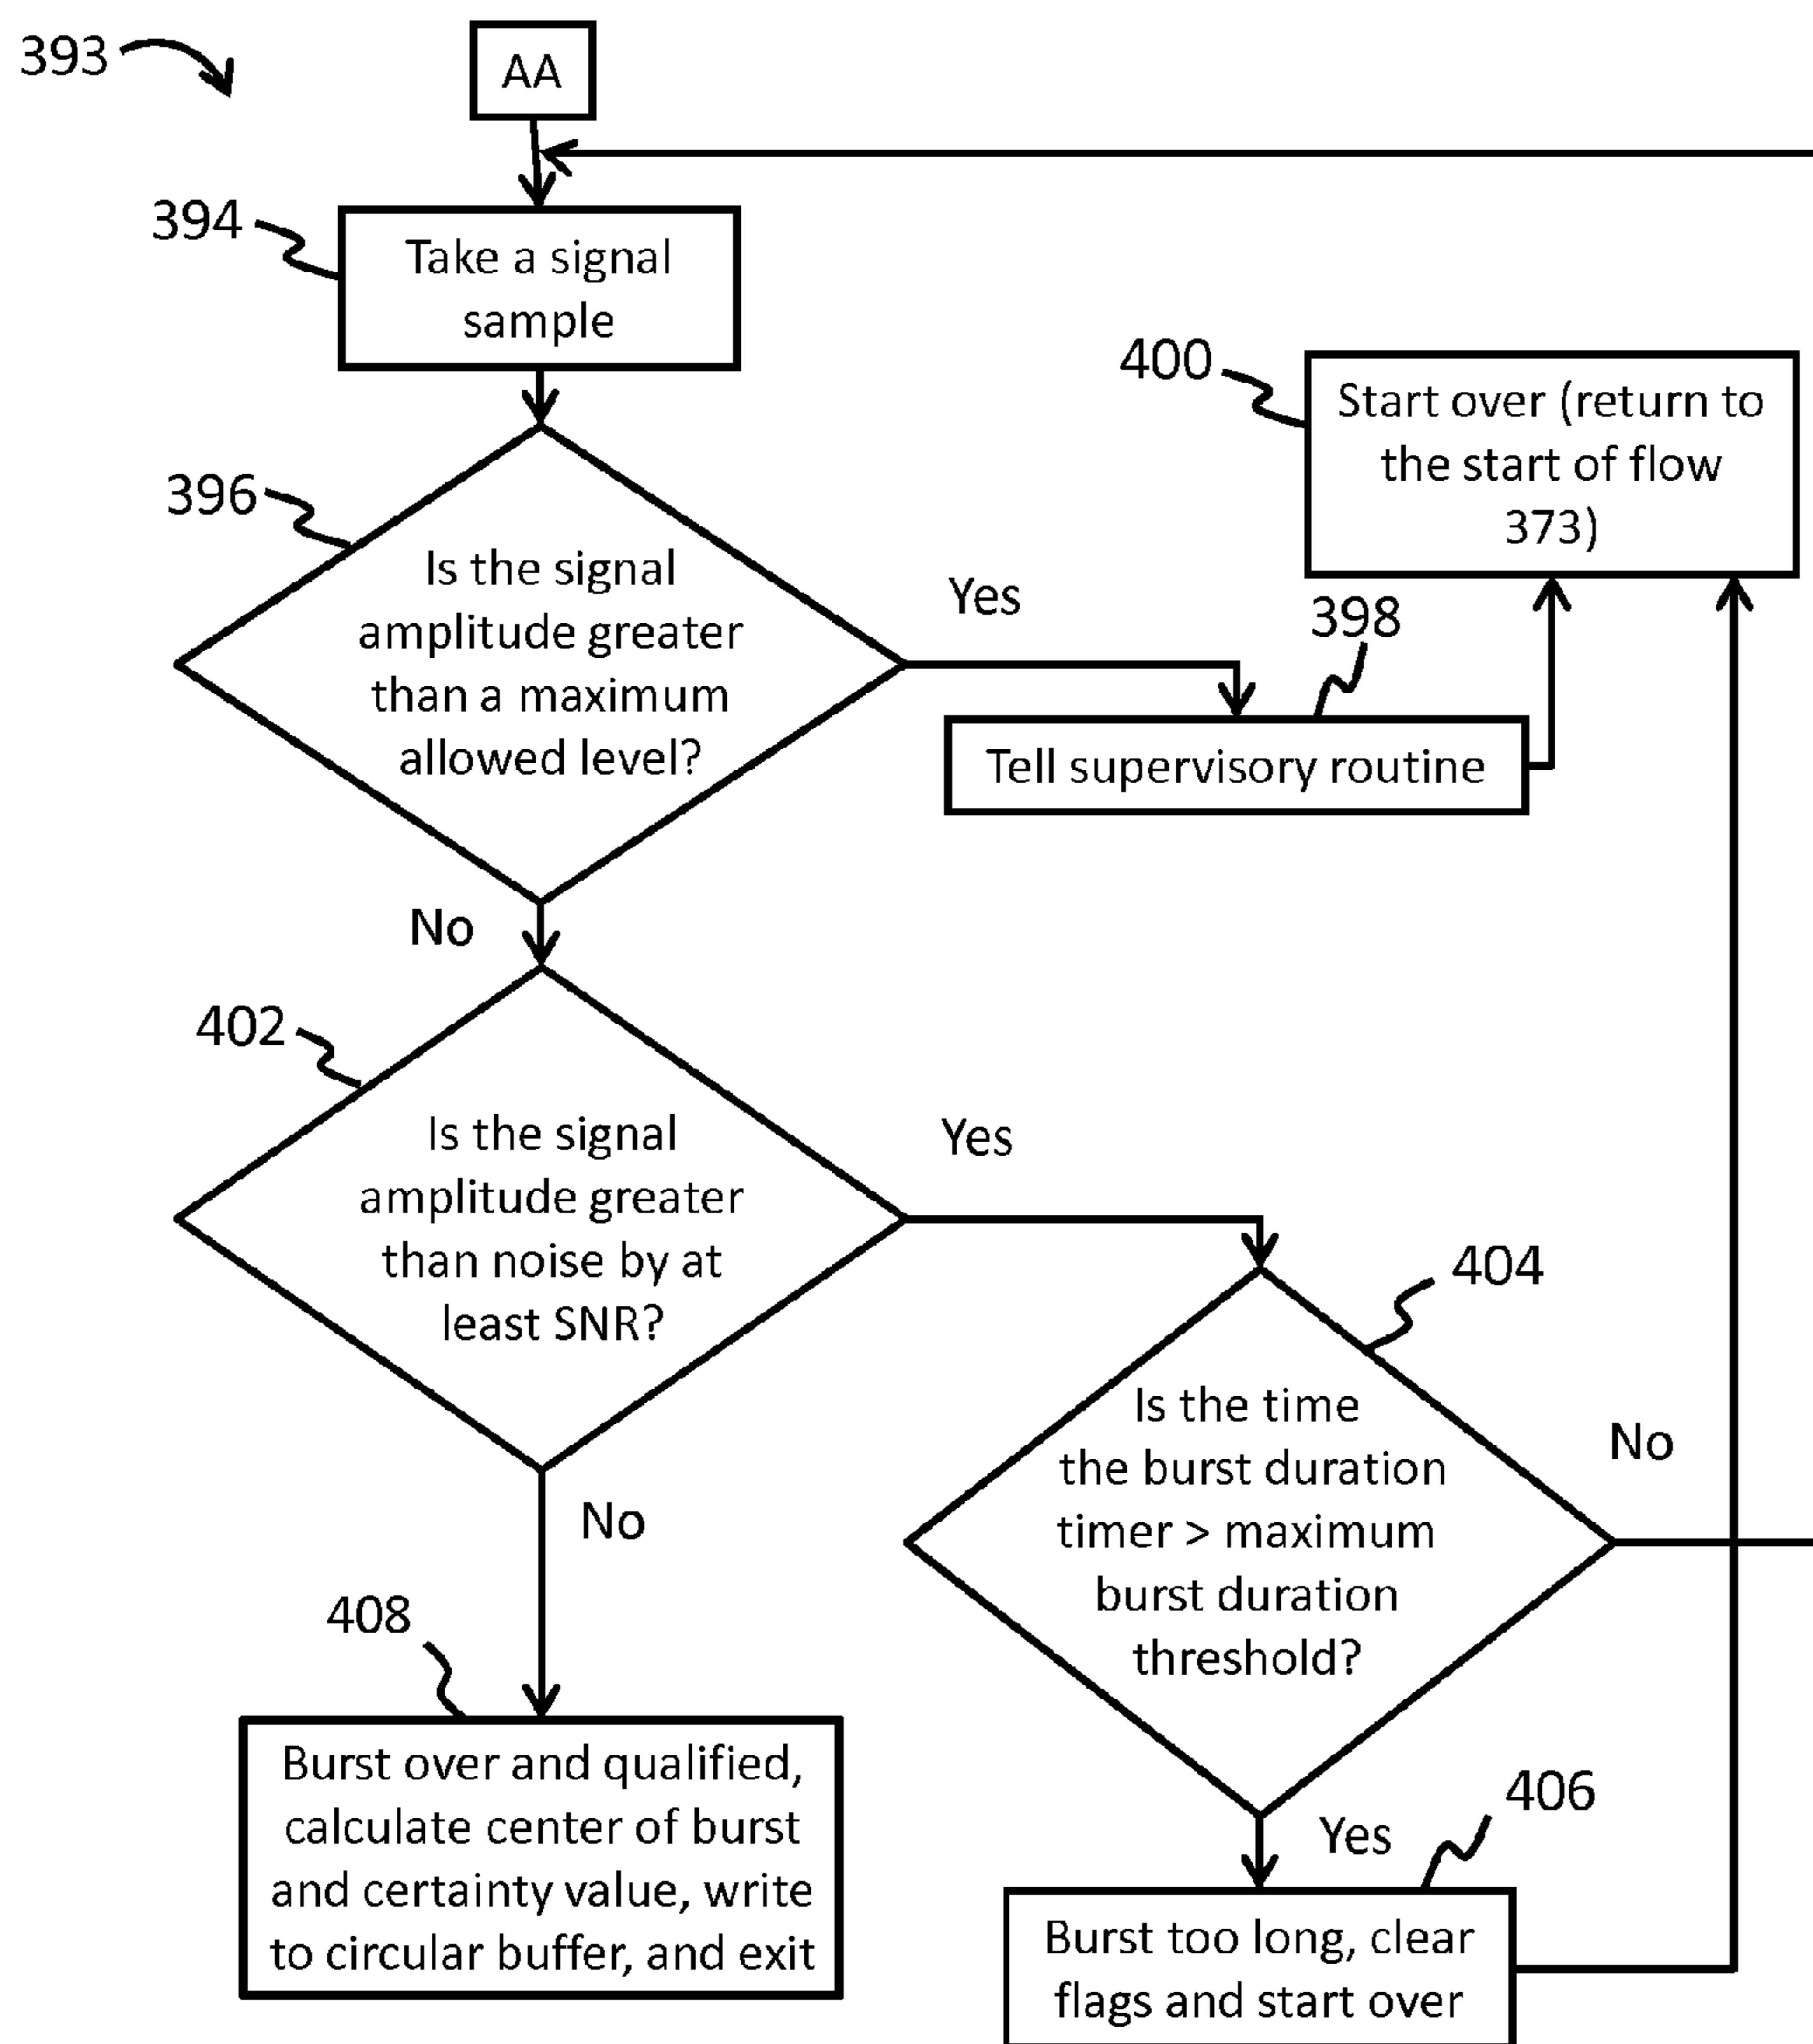 393
AA
394
Take a signal
sample
400
Start over (return to
the start of flow
373)
396
Is the signal
amplitude greater
than a maximum
allowed level?
Yes
398
Tell supervisory routine
No
402
Is the signal
amplitude greater
than noise by at
least SNR?
Yes
404
Is the time
the burst duration
timer > maximum
burst duration
threshold?
No
No
408
Burst over and qualified,
calculate center of burst
and certainty value, write
to circular buffer, and exit
Yes
406
Burst too long, clear
flags and start over